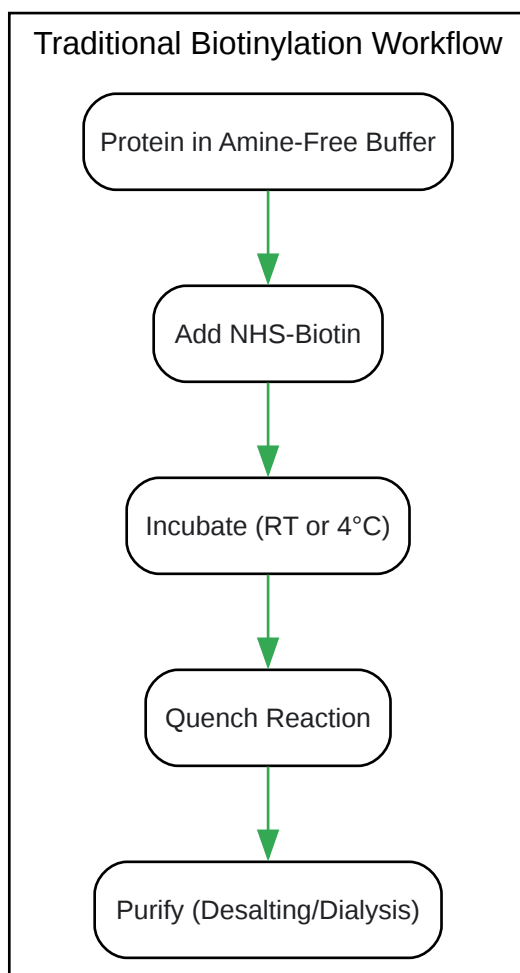 Traditional Biotinylation Workflow
Protein in Amine-Free Buffer
Add NHS-Biotin
Incubate (RT or 4°C)
Quench Reaction
Purify (Desalting/Dialysis)